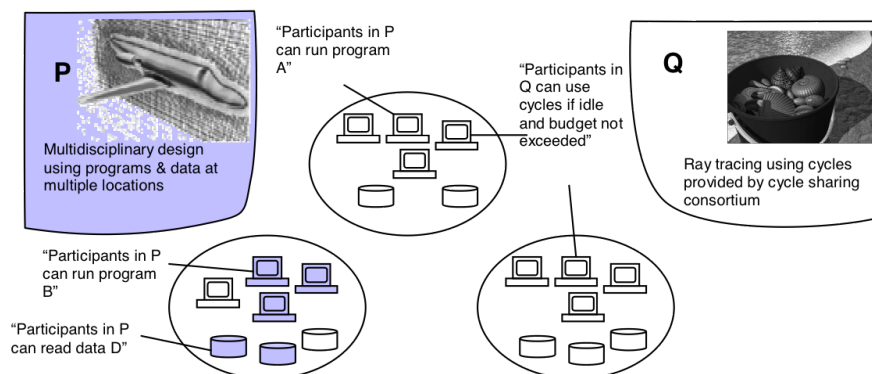 P
Multidisciplinary design
using programs & data at
multiple locations
“Participants in P
can run program
A”
“Participants in
Q can use
cycles if idle
and budget not
exceeded”
Q
Ray tracing using cycles
provided by cycle sharing
consortium
“Participants in P
can run program
B”
“Participants in P
can read data D”